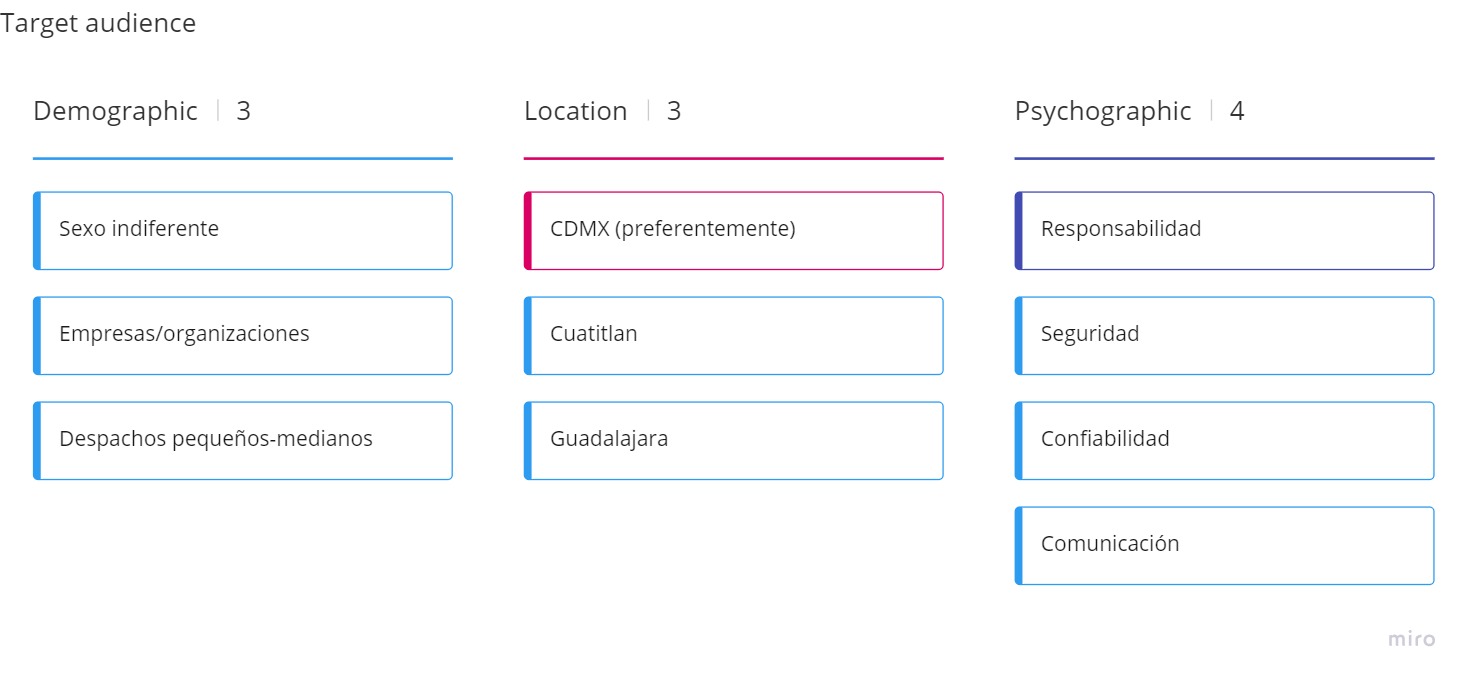 Target audience
Demographic | 3
Sexo indiferente
Empresas/organizaciones
Despachos pequeños-medianos
Location | 3
CDMX (preferentemente)
Cuatitlan
Guadalajara
Psychographic | 4
Responsabilidad
Seguridad
Confiabilidad
Comunicación
miro